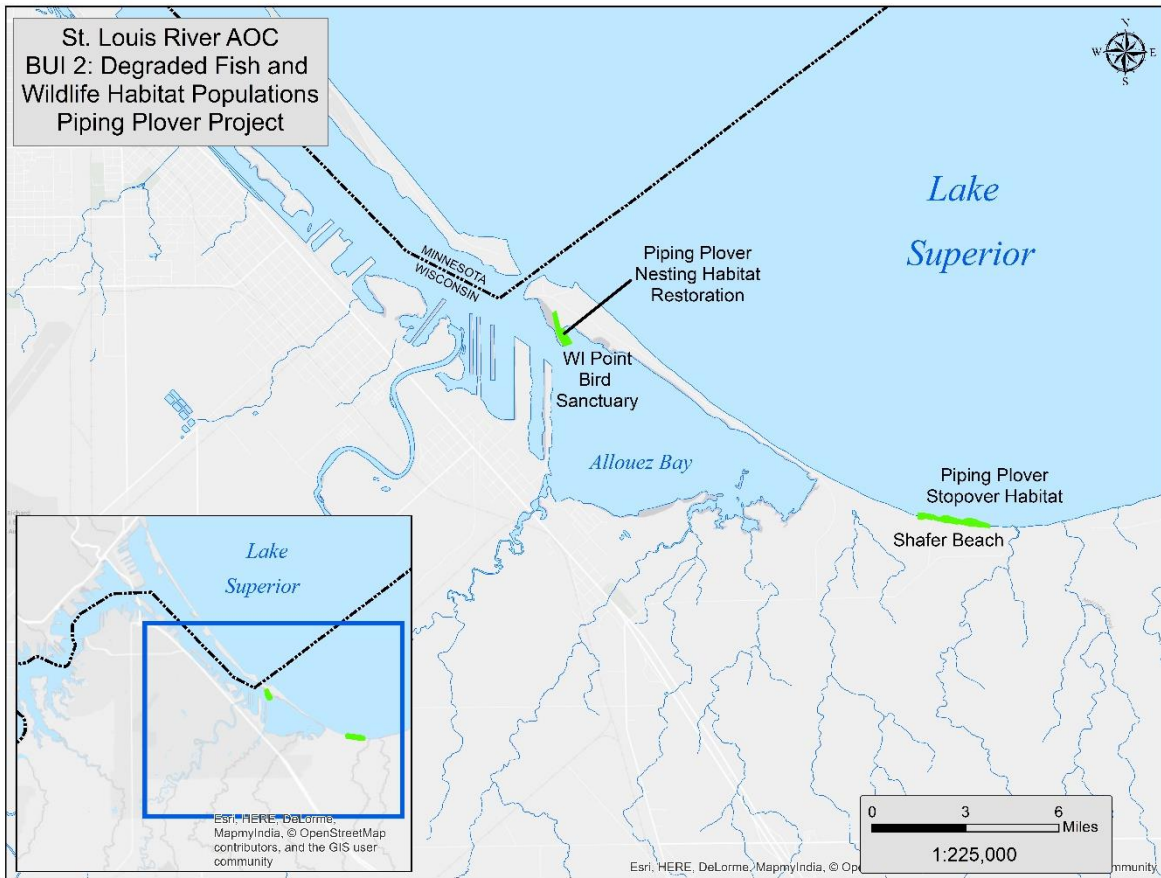 St. Louis River AOC
BUI 2: Degraded Fish and
Wildlife Habitat Populations
Piping Plover Project
N
W E
S
Lake
Superior
MINNESOTA
WISCONSIN
Piping Plover
Nesting Habitat
Restoration
WI Point
Bird
Sanctuary
Allouez Bay
Piping Plover
Stopover Habitat
Shafer Beach
Lake
Superior
Esri, HERE, DeLorme,
MapmyIndia, © OpenStreetMap
contributors, and the GIS user
community
0 3 6
Miles
1:225,000
Esri, HERE, DeLorme, MapmyIndia, © Op
mmunity